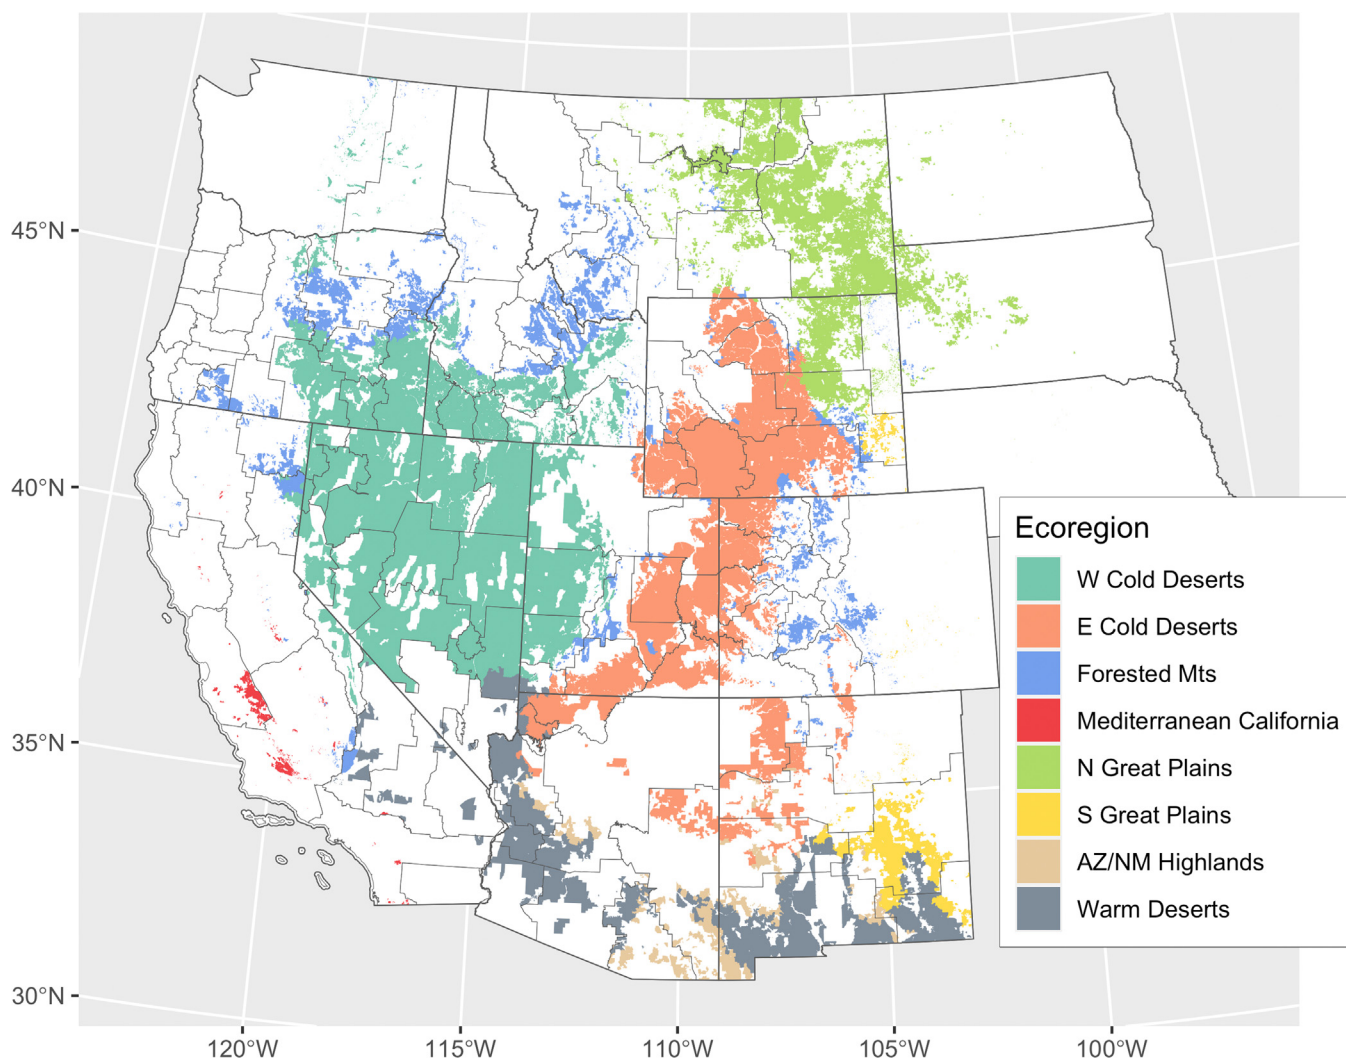 45°N
40°N
35°N
30°N
120°W
115°W
110°W
105°W
100°W
Ecoregion
W Cold Deserts
E Cold Deserts
Forested Mts
Mediterranean California
N Great Plains
S Great Plains
AZ/NM Highlands
Warm Deserts